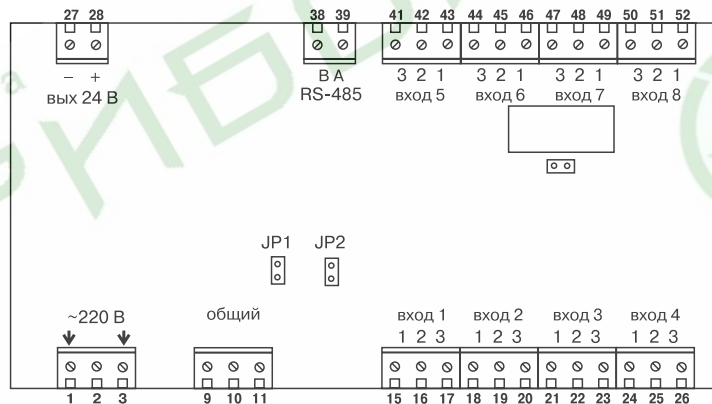 27 28 38 39 41 42 43 44 45 46 47 48 49 50 51 52
– + B A 3 2 1 3 2 1 3 2 1 3 2 1
вых 24 В RS-485 вход 5 вход 6 вход 7 вход 8
JP1 JP2
~220 В общий вход 1 вход 2 вход 3 вход 4
1 2 3 1 2 3 1 2 3 1 2 3
1 2 3 9 10 11 15 16 17 18 19 20 21 22 23 24 25 26